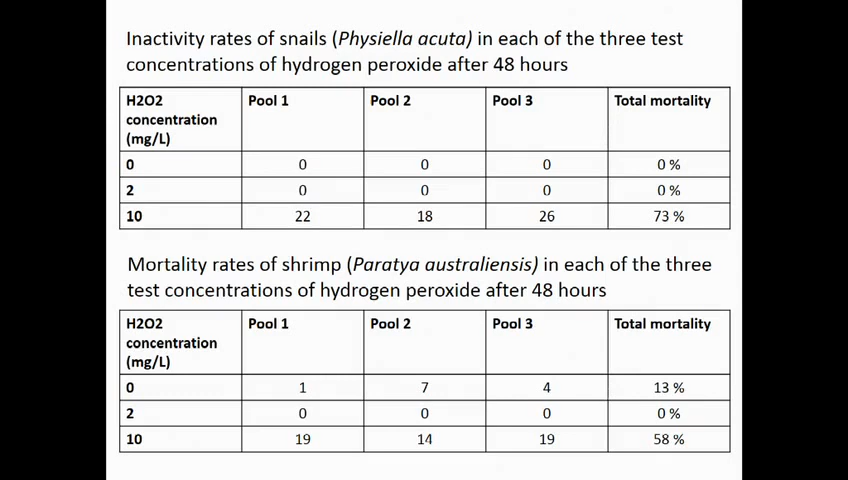 Inactivity rates of snails (Physiella acuta) in each of the three test
concentrations of hydrogen peroxide after 48 hours
H2O2 concentration (mg/L) Pool 1 Pool 2 Pool 3 Total mortality
0 0 0 0 0 %
2 0 0 0 0 %
10 22 18 26 73 %
Mortality rates of shrimp (Paratya australiensis) in each of the three
test concentrations of hydrogen peroxide after 48 hours
H2O2 concentration (mg/L) Pool 1 Pool 2 Pool 3 Total mortality
0 1 7 4 13 %
2 0 0 0 0 %
10 19 14 19 58 %